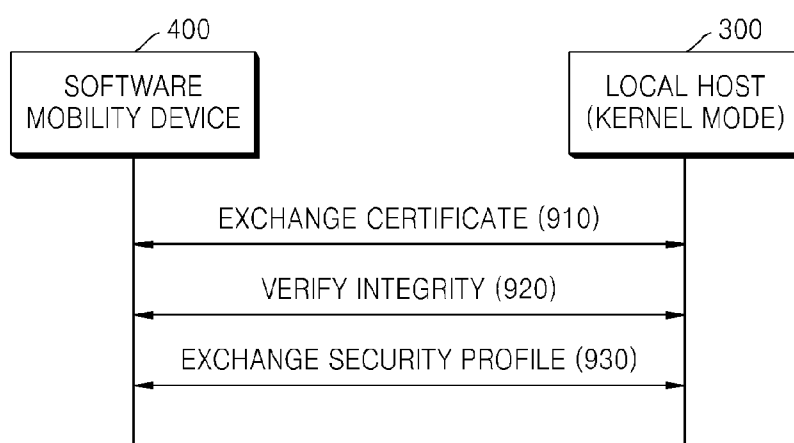 400
SOFTWARE
MOBILITY DEVICE
300
LOCAL HOST
(KERNEL MODE)
EXCHANGE CERTIFICATE (910)
VERIFY INTEGRITY (920)
EXCHANGE SECURITY PROFILE (930)